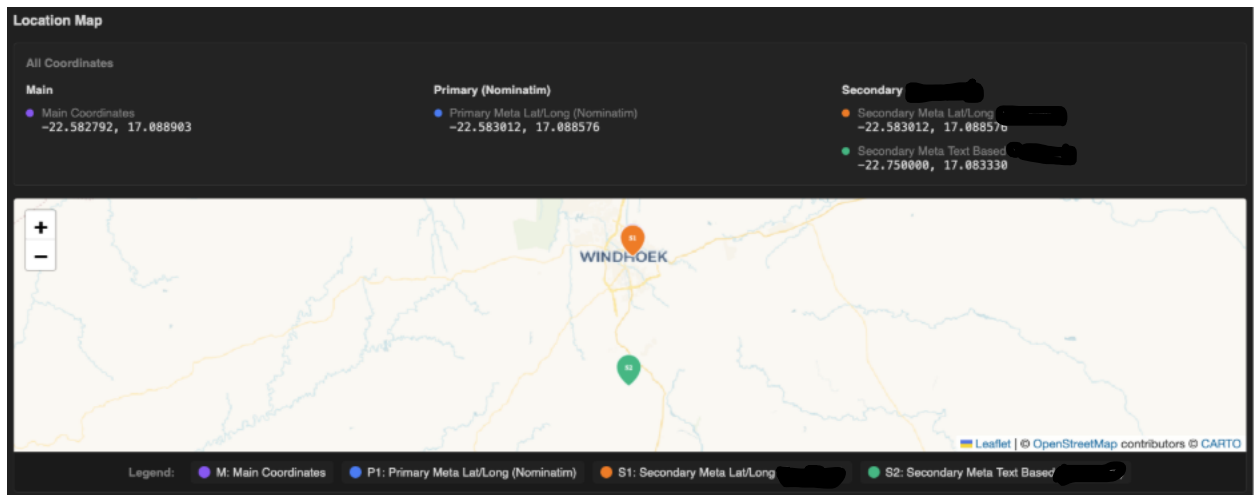 Location Map
All Coordinates
Main
Main Coordinates
-22.582792, 17.088903
Primary (Nominatim)
Primary Meta Lat/Long (Nominatim)
-22.583012, 17.088576
Secondary
Secondary Meta Lat/Long
-22.583012, 17.088576
Secondary Meta Text Based
-22.750000, 17.083330
+
−
S1
WINDHOEK
S2
Leaflet | © OpenStreetMap contributors © CARTO
Legend: M: Main Coordinates P1: Primary Meta Lat/Long (Nominatim) S1: Secondary Meta Lat/Long S2: Secondary Meta Text Based